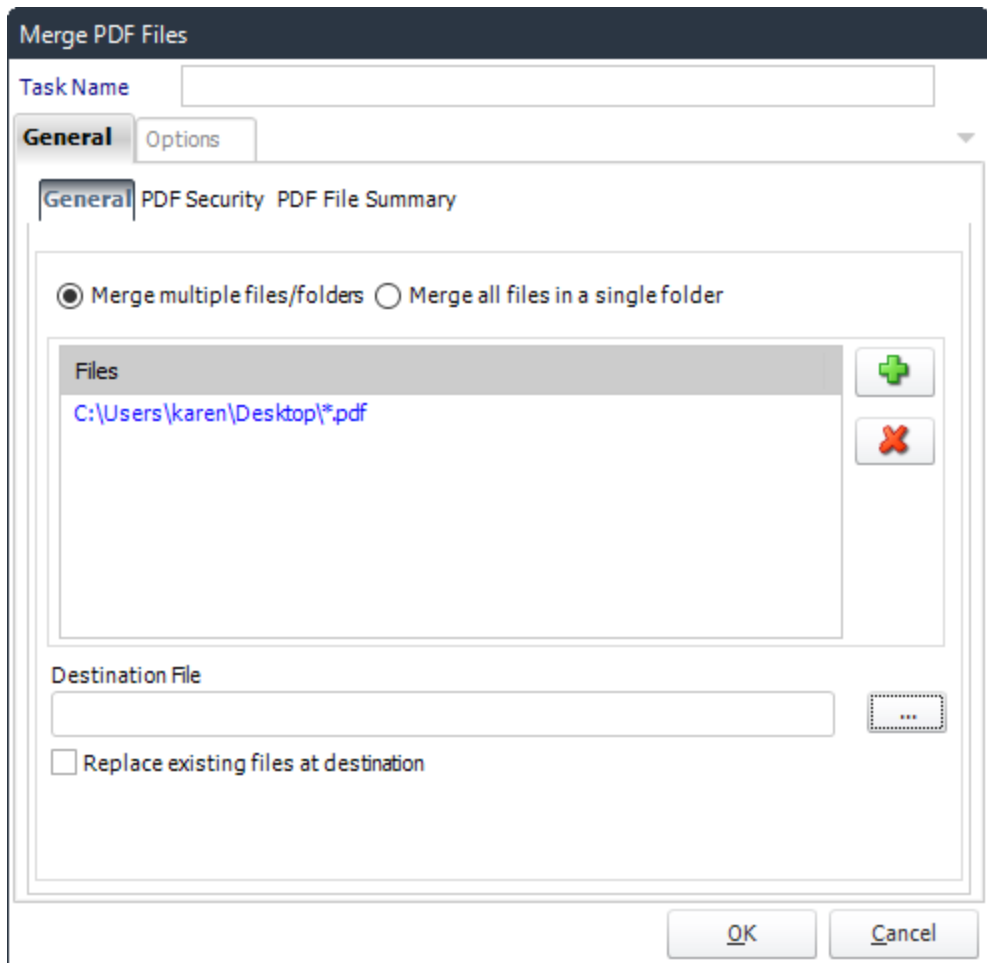 Merge PDF Files
Task Name
General Options
General PDF Security PDF File Summary
Merge multiple files/folders Merge all files in a single folder
Files
C:\Users\karen\Desktop\*.pdf
Destination File
...
Replace existing files at destination
OK Cancel